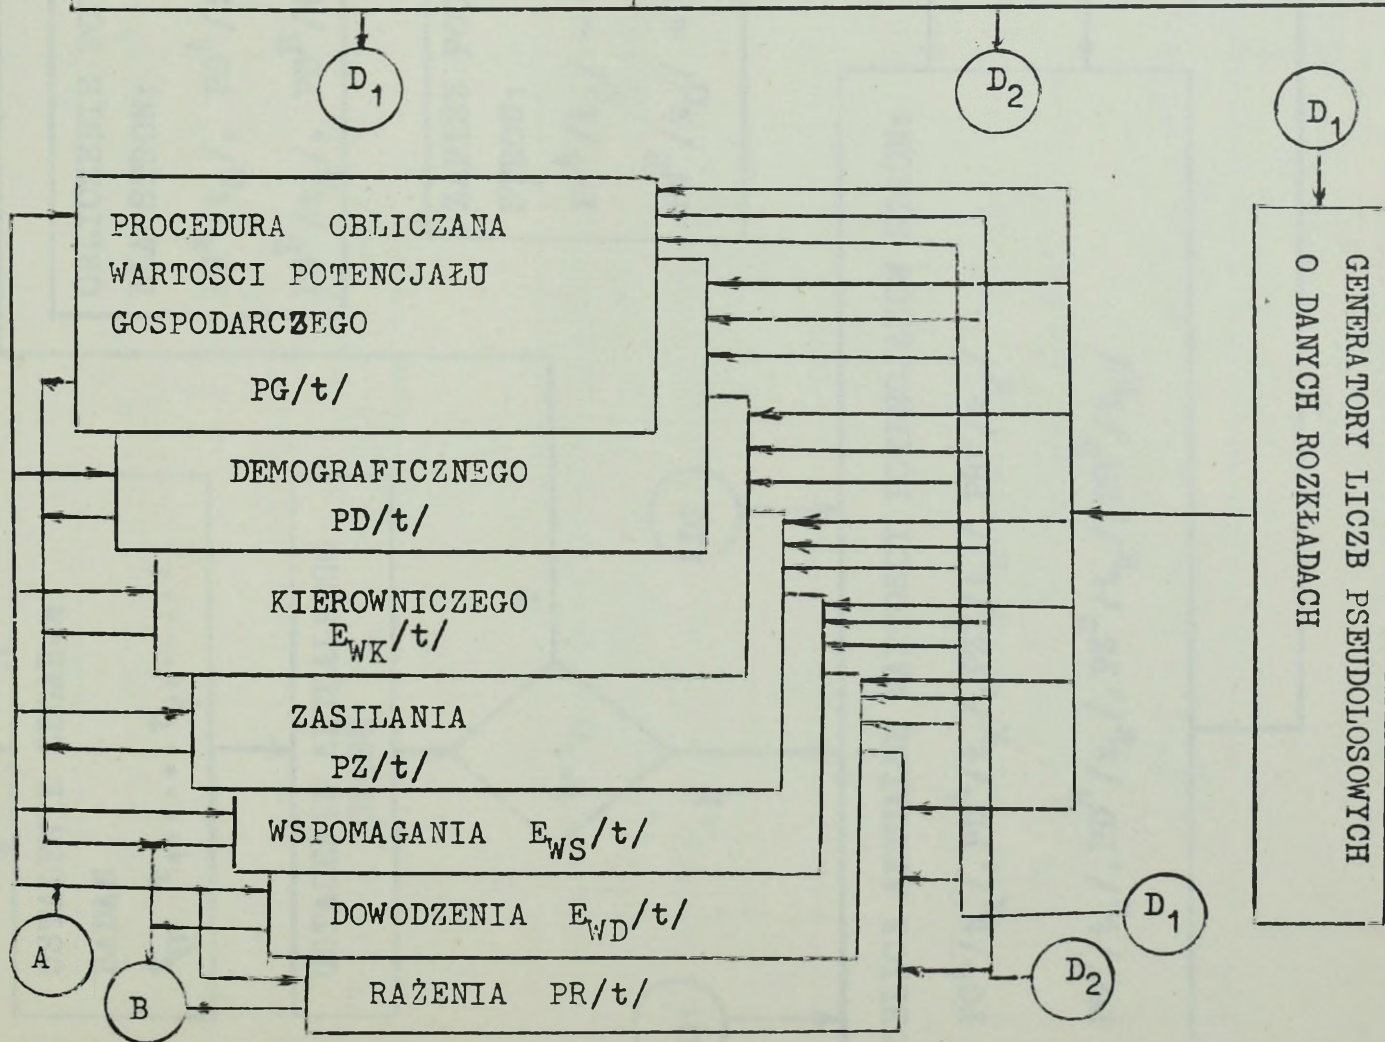 D1
D2
D1
PROCEDURA OBLICZANA
WARTOSCI POTENCJAŁU
GOSPODARCZEGO
PG/t/
DEMOGRAFICZNEGO
PD/t/
KIEROWNICZEGO
EWK/t/
ZASILANIA
PZ/t/
WSPOMAGANIA EWS/t/
DOWODZENIA EWD/t/
RAŻENIA PR/t/
GENERATORY LICZB PSEUDOLOSOWYCH
O DANYCH ROZKŁADACH
D1
D2
A
B